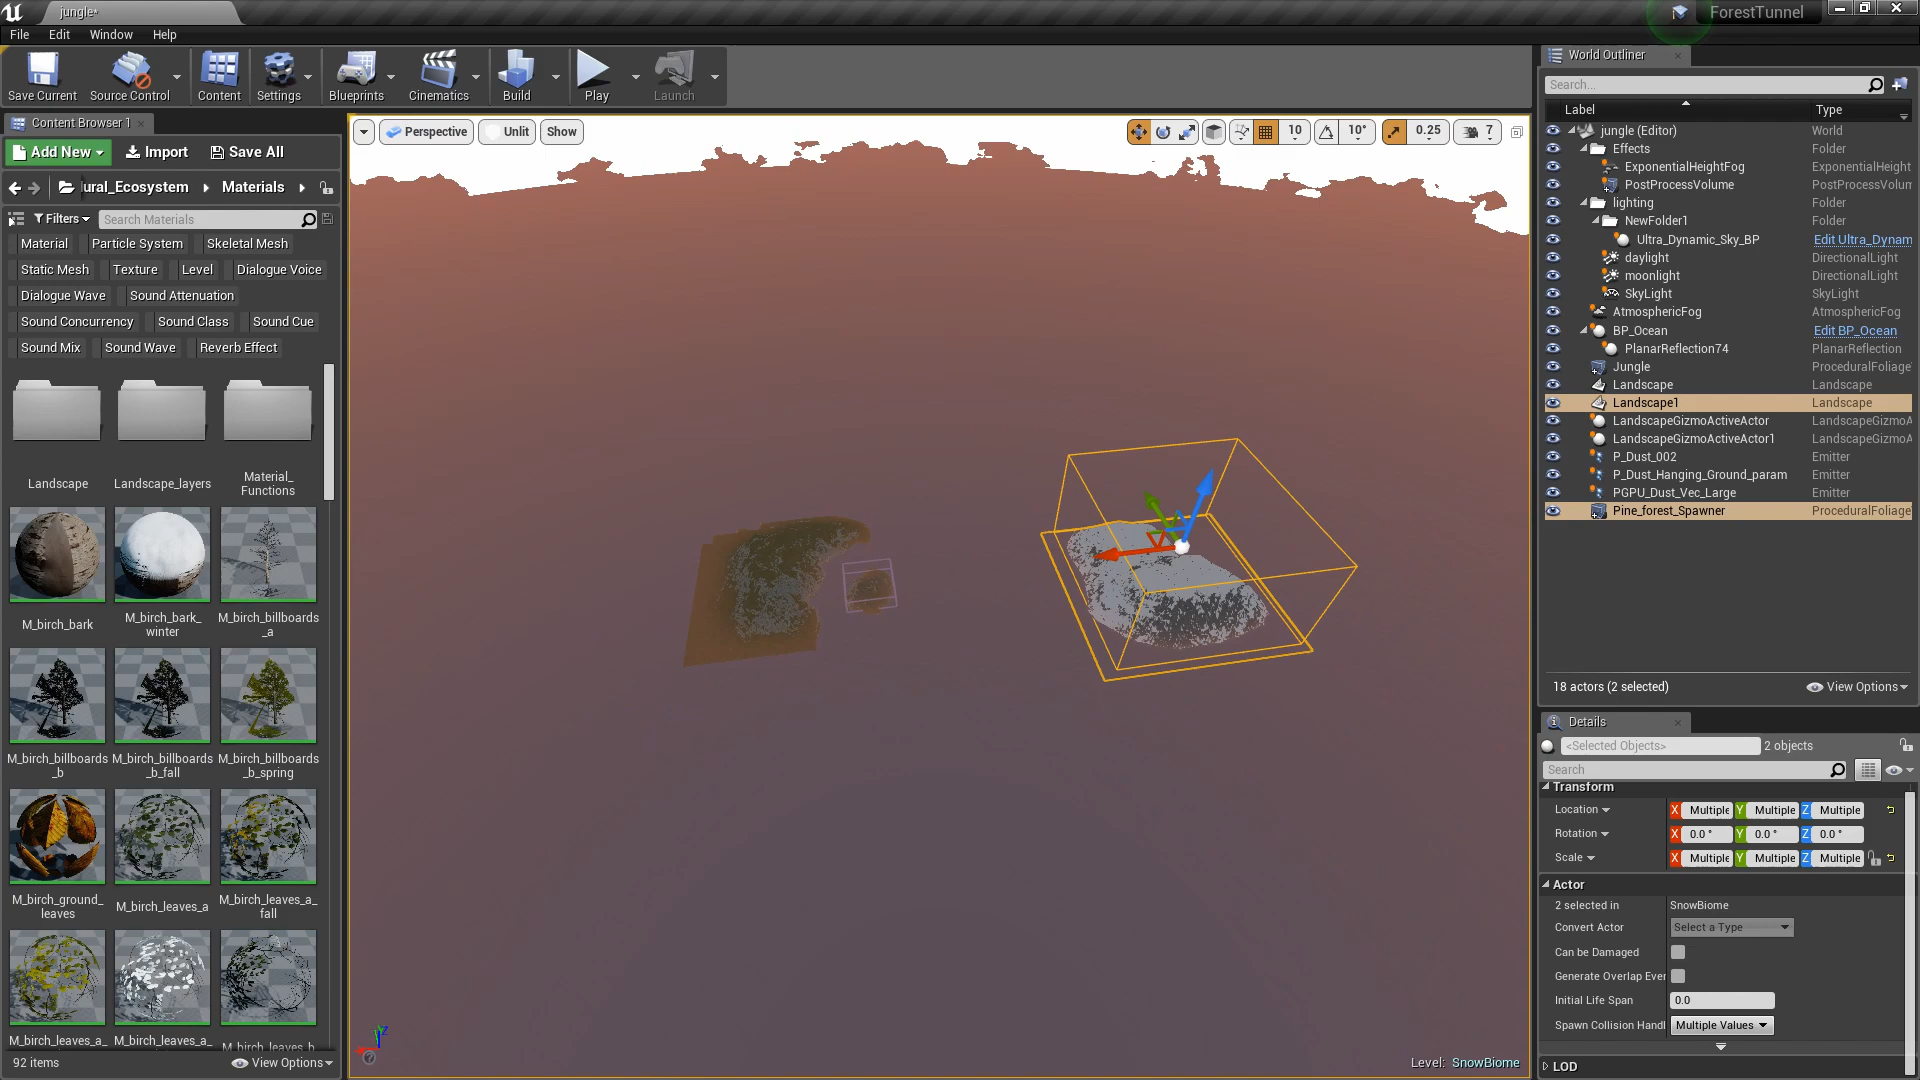 jungle*
ForestTunnel
File Edit Window Help
Save Current
Source Control
Content
Settings
Blueprints
Cinematics
Build
Play
Launch
Content Browser 1
Add New
Import
Save All
ural_Ecosystem
Materials
Filters
Search Materials
Material
Particle System
Skeletal Mesh
Static Mesh
Texture
Level
Dialogue Voice
Dialogue Wave
Sound Attenuation
Sound Concurrency
Sound Class
Sound Cue
Sound Mix
Sound Wave
Reverb Effect
Landscape
Landscape_layers
Material_
Functions
M_birch_bark
M_birch_bark_
winter
M_birch_billboards
_a
M_birch_billboards
_b
M_birch_billboards
_b_fall
M_birch_billboards
_b_spring
M_birch_ground_
leaves
M_birch_leaves_a
M_birch_leaves_a_
fall
M_birch_leaves_a_
M_birch_leaves_a_
M_birch_leaves_b
92 items
View Options
Perspective
Unlit
Show
10
10°
0.25
7
Level: SnowBiome
World Outliner
Search...
Label Type
jungle (Editor) World
Effects Folder
ExponentialHeightFog ExponentialHeight
PostProcessVolume PostProcessVolum
lighting Folder
NewFolder1 Folder
Ultra_Dynamic_Sky_BP Edit Ultra_Dynam
daylight DirectionalLight
moonlight DirectionalLight
SkyLight SkyLight
AtmosphericFog AtmosphericFog
BP_Ocean Edit BP_Ocean
PlanarReflection74 PlanarReflection
Jungle ProceduralFoliage
Landscape Landscape
Landscape1 Landscape
LandscapeGizmoActiveActor LandscapeGizmoA
LandscapeGizmoActiveActor1 LandscapeGizmoA
P_Dust_002 Emitter
P_Dust_Hanging_Ground_param Emitter
PGPU_Dust_Vec_Large Emitter
Pine_forest_Spawner ProceduralFoliage
18 actors (2 selected)
View Options
Details
<Selected Objects> 2 objects
Search
Transform
Location X Multiple Y Multiple Z Multiple
Rotation X 0.0 ° Y 0.0 ° Z 0.0 °
Scale X Multiple Y Multiple Z Multiple
Actor
2 selected in SnowBiome
Convert Actor Select a Type
Can be Damaged
Generate Overlap Ever
Initial Life Span 0.0
Spawn Collision Handl Multiple Values
LOD